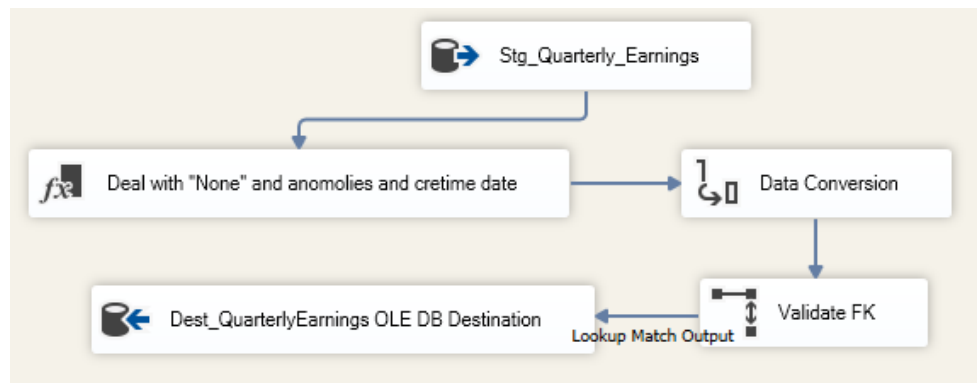 Stg_Quarterly_Earnings
Deal with "None" and anomolies and cretime date
Data Conversion
Validate FK
Lookup Match Output
Dest_QuarterlyEarnings OLE DB Destination